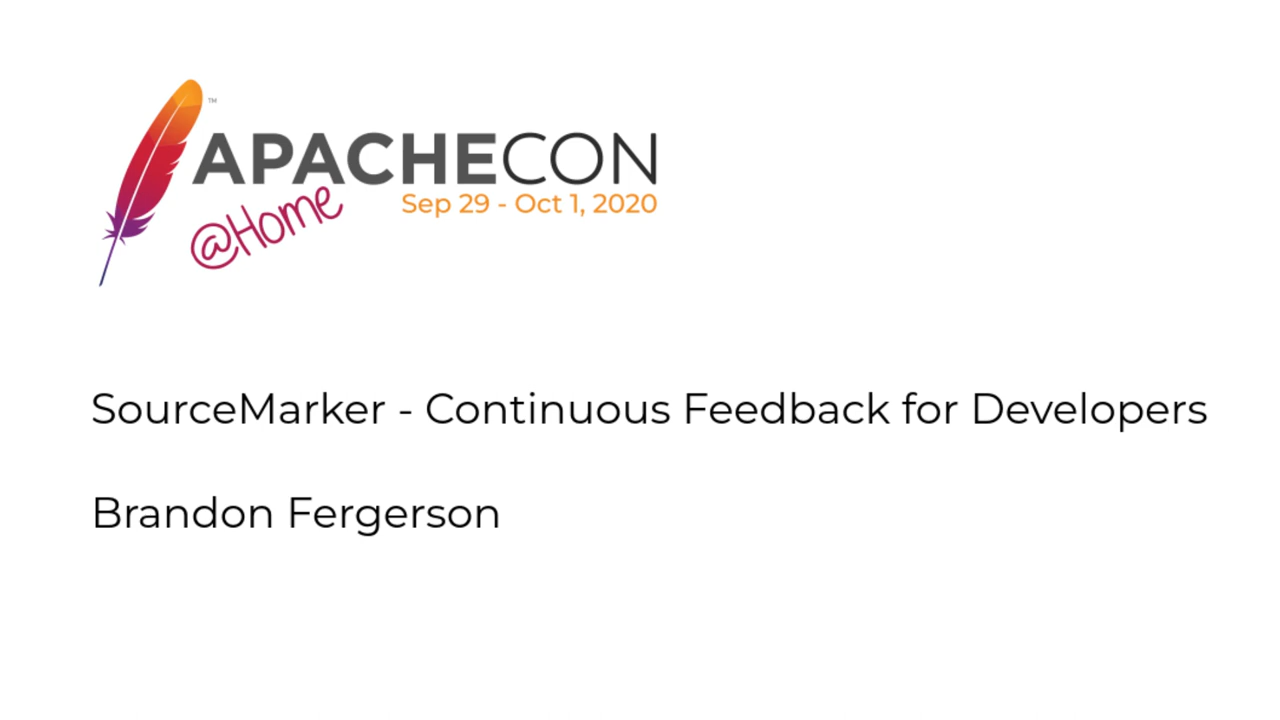 ™
APACHECON
@Home
Sep 29 - Oct 1, 2020
SourceMarker - Continuous Feedback for Developers
Brandon Fergerson